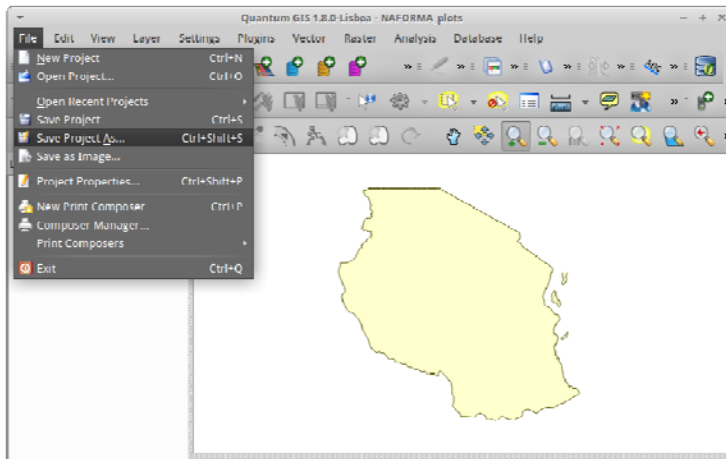 Quantum GIS 1.8.0-Lisboa - NAFORMA plots
File Edit View Layer Settings Plugins Vector Raster Analysis Database Help
New Project Ctrl+N
Open Project... Ctrl+O
Open Recent Projects
Save Project Ctrl+S
Save Project As... Ctrl+Shift+S
Save as Image...
Project Properties... Ctrl+Shift+P
New Print Composer Ctrl+P
Composer Manager...
Print Composers
Exit Ctrl+Q